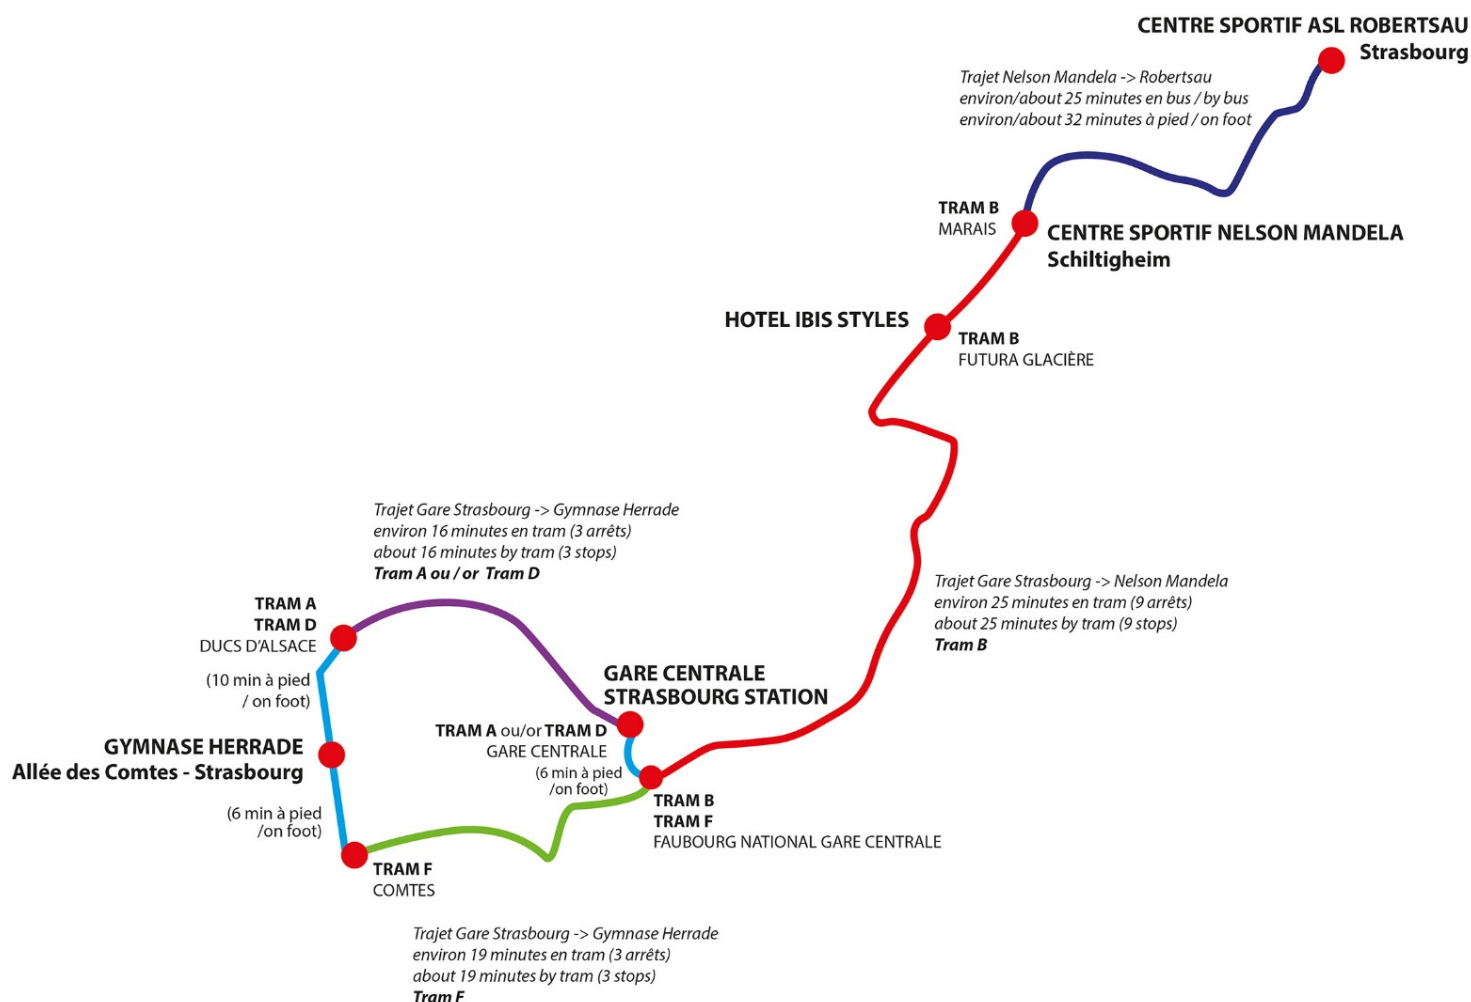 CENTRE SPORTIF ASL ROBERTSAU
Strasbourg
Trajet Nelson Mandela -> Robertsau
environ/about 25 minutes en bus / by bus
environ/about 32 minutes à pied / on foot
TRAM B
MARAIS
CENTRE SPORTIF NELSON MANDELA
Schiltigheim
HOTEL IBIS STYLES
TRAM B
FUTURA GLACIÈRE
Trajet Gare Strasbourg -> Gymnase Herrade
environ 16 minutes en tram (3 arrêts)
about 16 minutes by tram (3 stops)
Tram A ou / or Tram D
Trajet Gare Strasbourg -> Nelson Mandela
environ 25 minutes en tram (9 arrêts)
about 25 minutes by tram (9 stops)
Tram B
TRAM A
TRAM D
DUCS D'ALSACE
(10 min à pied
/ on foot)
GARE CENTRALE
STRASBOURG STATION
TRAM A ou/or TRAM D
GARE CENTRALE
(6 min à pied
/on foot)
GYMNASE HERRADE
Allée des Comtes - Strasbourg
(6 min à pied
/on foot)
TRAM B
TRAM F
FAUBOURG NATIONAL GARE CENTRALE
TRAM F
COMTES
Trajet Gare Strasbourg -> Gymnase Herrade
environ 19 minutes en tram (3 arrêts)
about 19 minutes by tram (3 stops)
Tram F